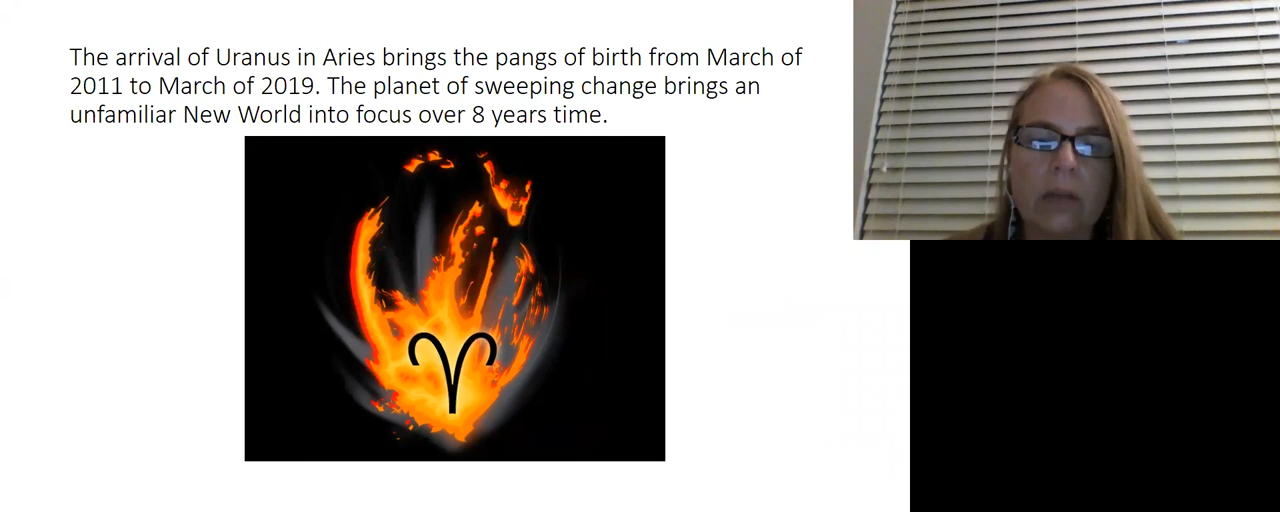 The arrival of Uranus in Aries brings the pangs of birth from March of
2011 to March of 2019. The planet of sweeping change brings an
unfamiliar New World into focus over 8 years time.